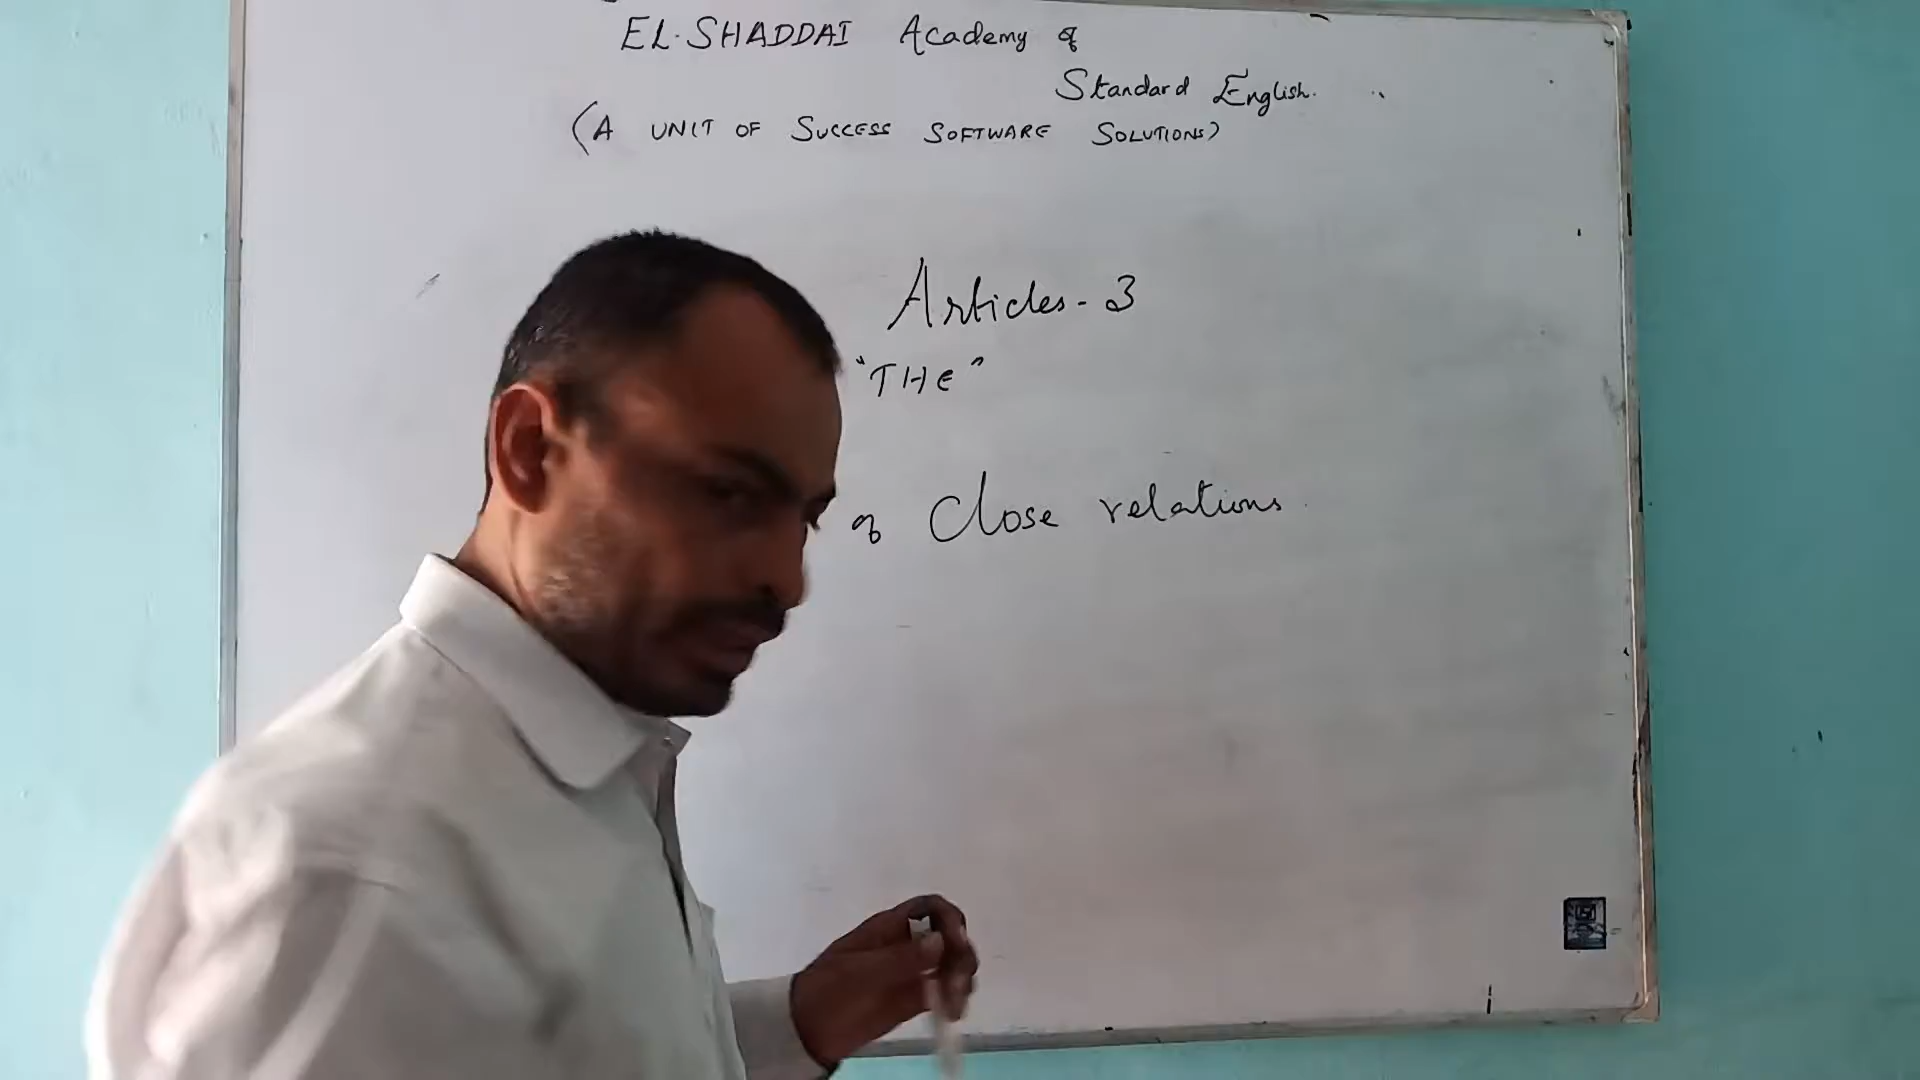 EL-SHADDAI Academy of
Standard English.
(A UNIT OF SUCCESS SOFTWARE SOLUTIONS)
Articles - 3
"THE"
of Close relations.